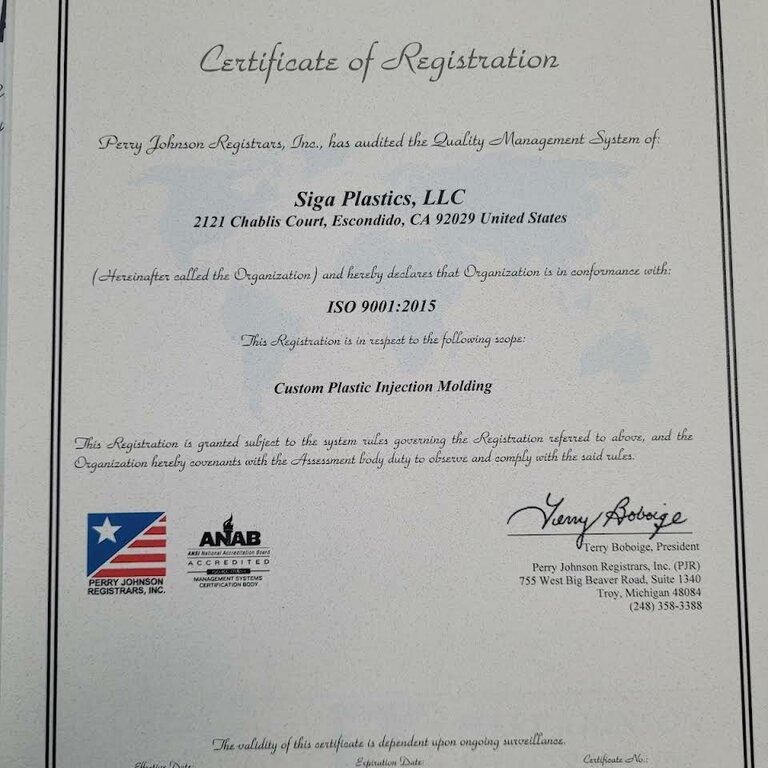 Certificate of Registration
Perry Johnson Registrars, Inc., has audited the Quality Management System of:
Siga Plastics, LLC
2121 Chablis Court, Escondido, CA 92029 United States
(Hereinafter called the Organization) and hereby declares that Organization is in conformance with:
ISO 9001:2015
This Registration is in respect to the following scope:
Custom Plastic Injection Molding
This Registration is granted subject to the system rules governing the Registration referred to above, and the
Organization hereby covenants with the Assessment body duty to observe and comply with the said rules.
PERRY JOHNSON
REGISTRARS, INC.
ANAB
ANSI National Accreditation Board
ACCREDITED
MANAGEMENT SYSTEMS
CERTIFICATION BODY
Terry Boboige
Terry Boboige, President
Perry Johnson Registrars, Inc. (PJR)
755 West Big Beaver Road, Suite 1340
Troy, Michigan 48084
(248) 358-3388
The validity of this certificate is dependent upon ongoing surveillance.
Effective Date: Expiration Date: Certificate No.: